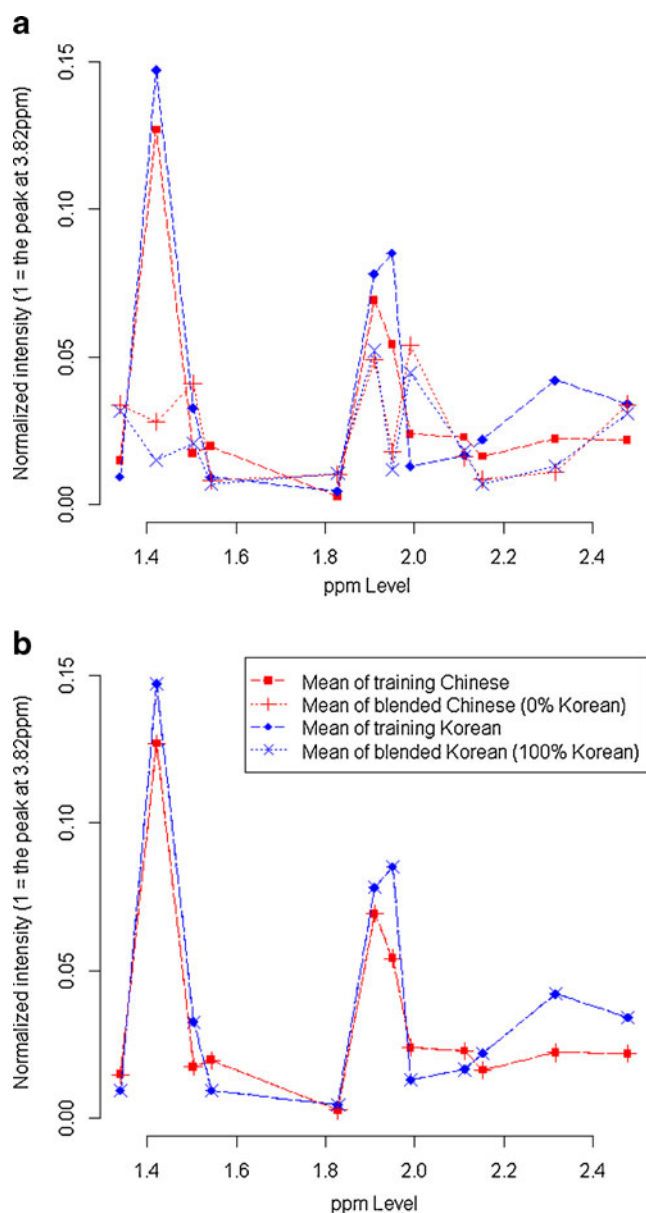 a
Normalized intensity (1 = the peak at 3.82ppm)
0.15
0.10
0.05
0.00
1.4 1.6 1.8 2.0 2.2 2.4
ppm Level
b
Normalized intensity (1 = the peak at 3.82ppm)
0.15
0.10
0.05
0.00
Mean of training Chinese
Mean of blended Chinese (0% Korean)
Mean of training Korean
Mean of blended Korean (100% Korean)
1.4 1.6 1.8 2.0 2.2 2.4
ppm Level